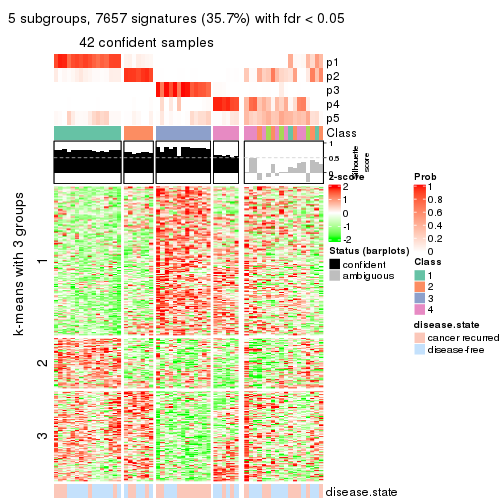 5 subgroups, 7657 signatures (35.7%) with fdr < 0.05
42 confident samples
p1
p2
p3
p4
p5
Class
1
0.5
0
silhouette
score
k-means with 3 groups
1
2
3
disease.state
z-score
2
1
0
-1
-2
Status (barplots)
confident
ambiguous
Prob
1
0.8
0.6
0.4
0.2
0
Class
1
2
3
4
disease.state
cancer recurred
disease-free